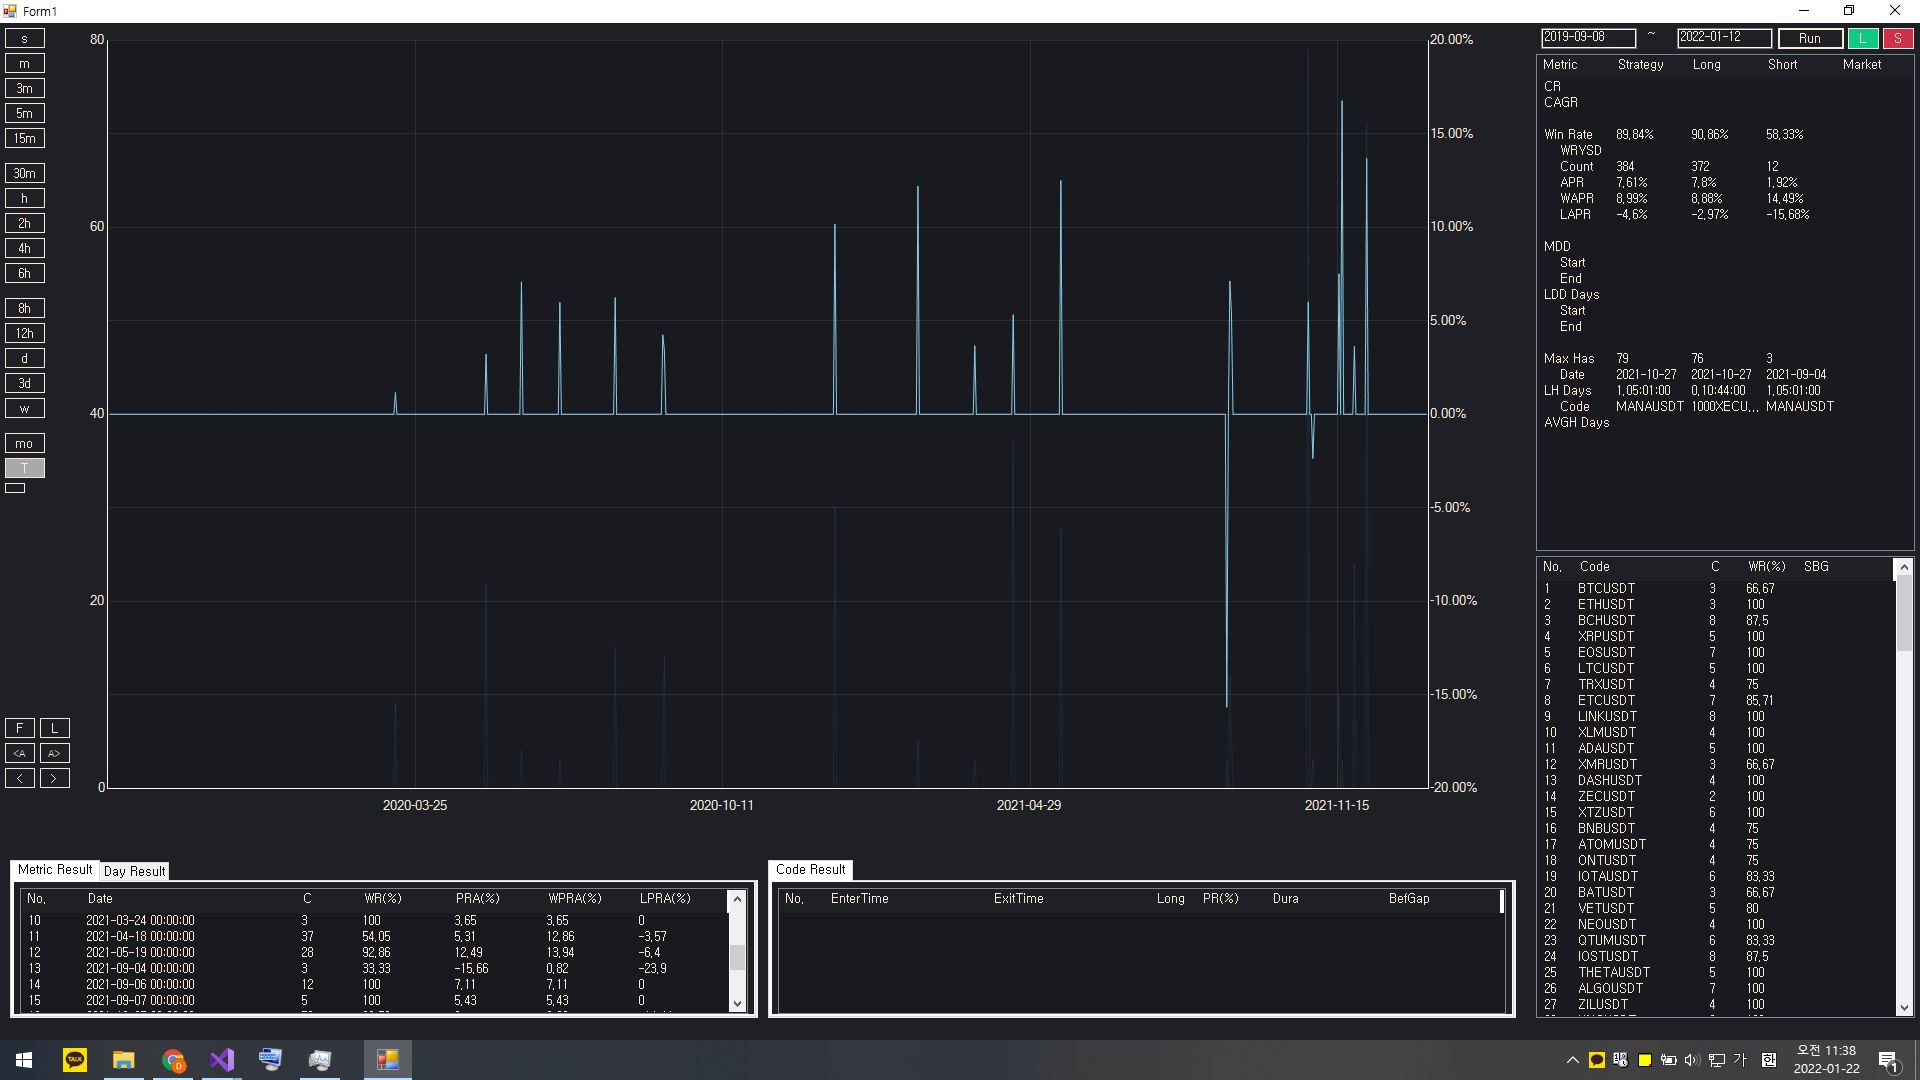 Form1
s
m
3m
5m
15m
30m
h
2h
4h
6h
8h
12h
d
3d
w
mo
T
F L
<A A>
< >
80
60
40
20
0
20.00%
15.00%
10.00%
5.00%
0.00%
-5.00%
-10.00%
-15.00%
-20.00%
2020-03-25 2020-10-11 2021-04-29 2021-11-15
2019-09-08 ~ 2022-01-12 Run L S
Metric Strategy Long Short Market
CR
CAGR
Win Rate 89,84% 90,86% 58,33%
WRYSD
Count 384 372 12
APR 7,61% 7,8% 1,92%
WAPR 8,99% 8,88% 14,49%
LAPR -4,6% -2,97% -15,68%
MDD
Start
End
LDD Days
Start
End
Max Has 79 76 3
Date 2021-10-27 2021-10-27 2021-09-04
LH Days 1,05:01:00 0,10:44:00 1,05:01:00
Code MANAUSDT 1000XECU,,, MANAUSDT
AVGH Days
No, Code C WR(%) SBG
1 BTCUSDT 3 66,67
2 ETHUSDT 3 100
3 BCHUSDT 8 87,5
4 XRPUSDT 5 100
5 EOSUSDT 7 100
6 LTCUSDT 5 100
7 TRXUSDT 4 75
8 ETCUSDT 7 85,71
9 LINKUSDT 8 100
10 XLMUSDT 4 100
11 ADAUSDT 5 100
12 XMRUSDT 3 66,67
13 DASHUSDT 4 100
14 ZECUSDT 2 100
15 XTZUSDT 6 100
16 BNBUSDT 4 75
17 ATOMUSDT 4 75
18 ONTUSDT 4 75
19 IOTAUSDT 6 83,33
20 BATUSDT 3 66,67
21 VETUSDT 5 80
22 NEOUSDT 4 100
23 QTUMUSDT 6 83,33
24 IOSTUSDT 8 87,5
25 THETAUSDT 5 100
26 ALGOUSDT 7 100
27 ZILUSDT 4 100
Metric Result Day Result
No, Date C WR(%) PRA(%) WPRA(%) LPRA(%)
10 2021-03-24 00:00:00 3 100 3,65 3,65 0
11 2021-04-18 00:00:00 37 54,05 5,31 12,86 -3,57
12 2021-05-19 00:00:00 28 92,86 12,49 13,94 -6,4
13 2021-09-04 00:00:00 3 33,33 -15,66 0,82 -23,9
14 2021-09-06 00:00:00 12 100 7,11 7,11 0
15 2021-09-07 00:00:00 5 100 5,43 5,43 0
Code Result
No, EnterTime ExitTime Long PR(%) Dura BefGap
TALK
가
오전 11:38
2022-01-22
1